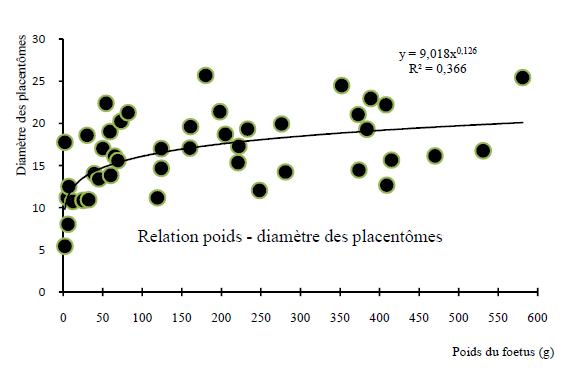 y = 9,018x^0,126
R² = 0,366
Diamètre des placentômes
30
25
20
15
10
5
0
Relation poids - diamètre des placentômes
0 50 100 150 200 250 300 350 400 450 500 550 600
Poids du foetus (g)